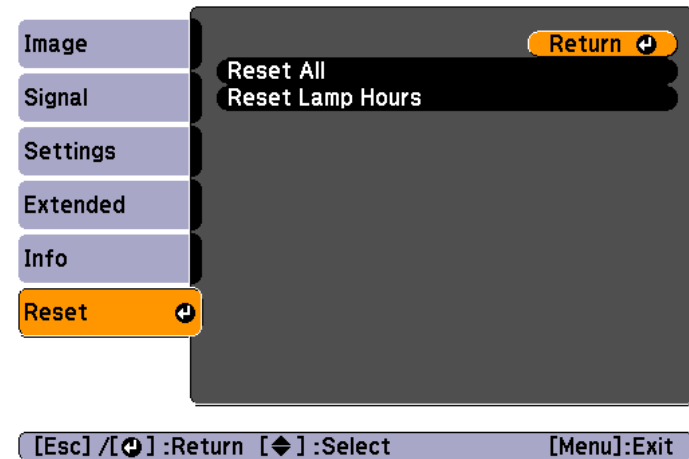 Image
Signal
Settings
Extended
Info
Reset
Return
Reset All
Reset Lamp Hours
[Esc] /[ ] :Return [ ] :Select [Menu]:Exit